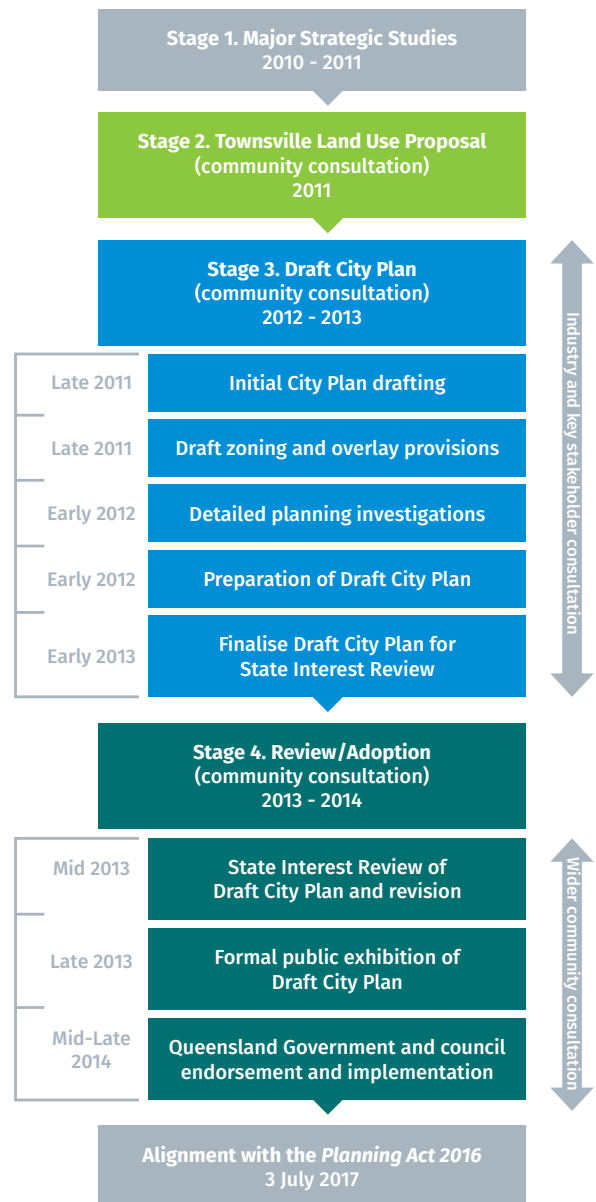 Stage 1. Major Strategic Studies
2010 - 2011
Stage 2. Townsville Land Use Proposal
(community consultation)
2011
Stage 3. Draft City Plan
(community consultation)
2012 - 2013
Late 2011
Initial City Plan drafting
Late 2011
Draft zoning and overlay provisions
Early 2012
Detailed planning investigations
Early 2012
Preparation of Draft City Plan
Early 2013
Finalise Draft City Plan for
State Interest Review
Industry and key stakeholder consultation
Stage 4. Review/Adoption
(community consultation)
2013 - 2014
Mid 2013
State Interest Review of
Draft City Plan and revision
Late 2013
Formal public exhibition of
Draft City Plan
Mid-Late
2014
Queensland Government and council
endorsement and implementation
Wider community consultation
Alignment with the Planning Act 2016
3 July 2017